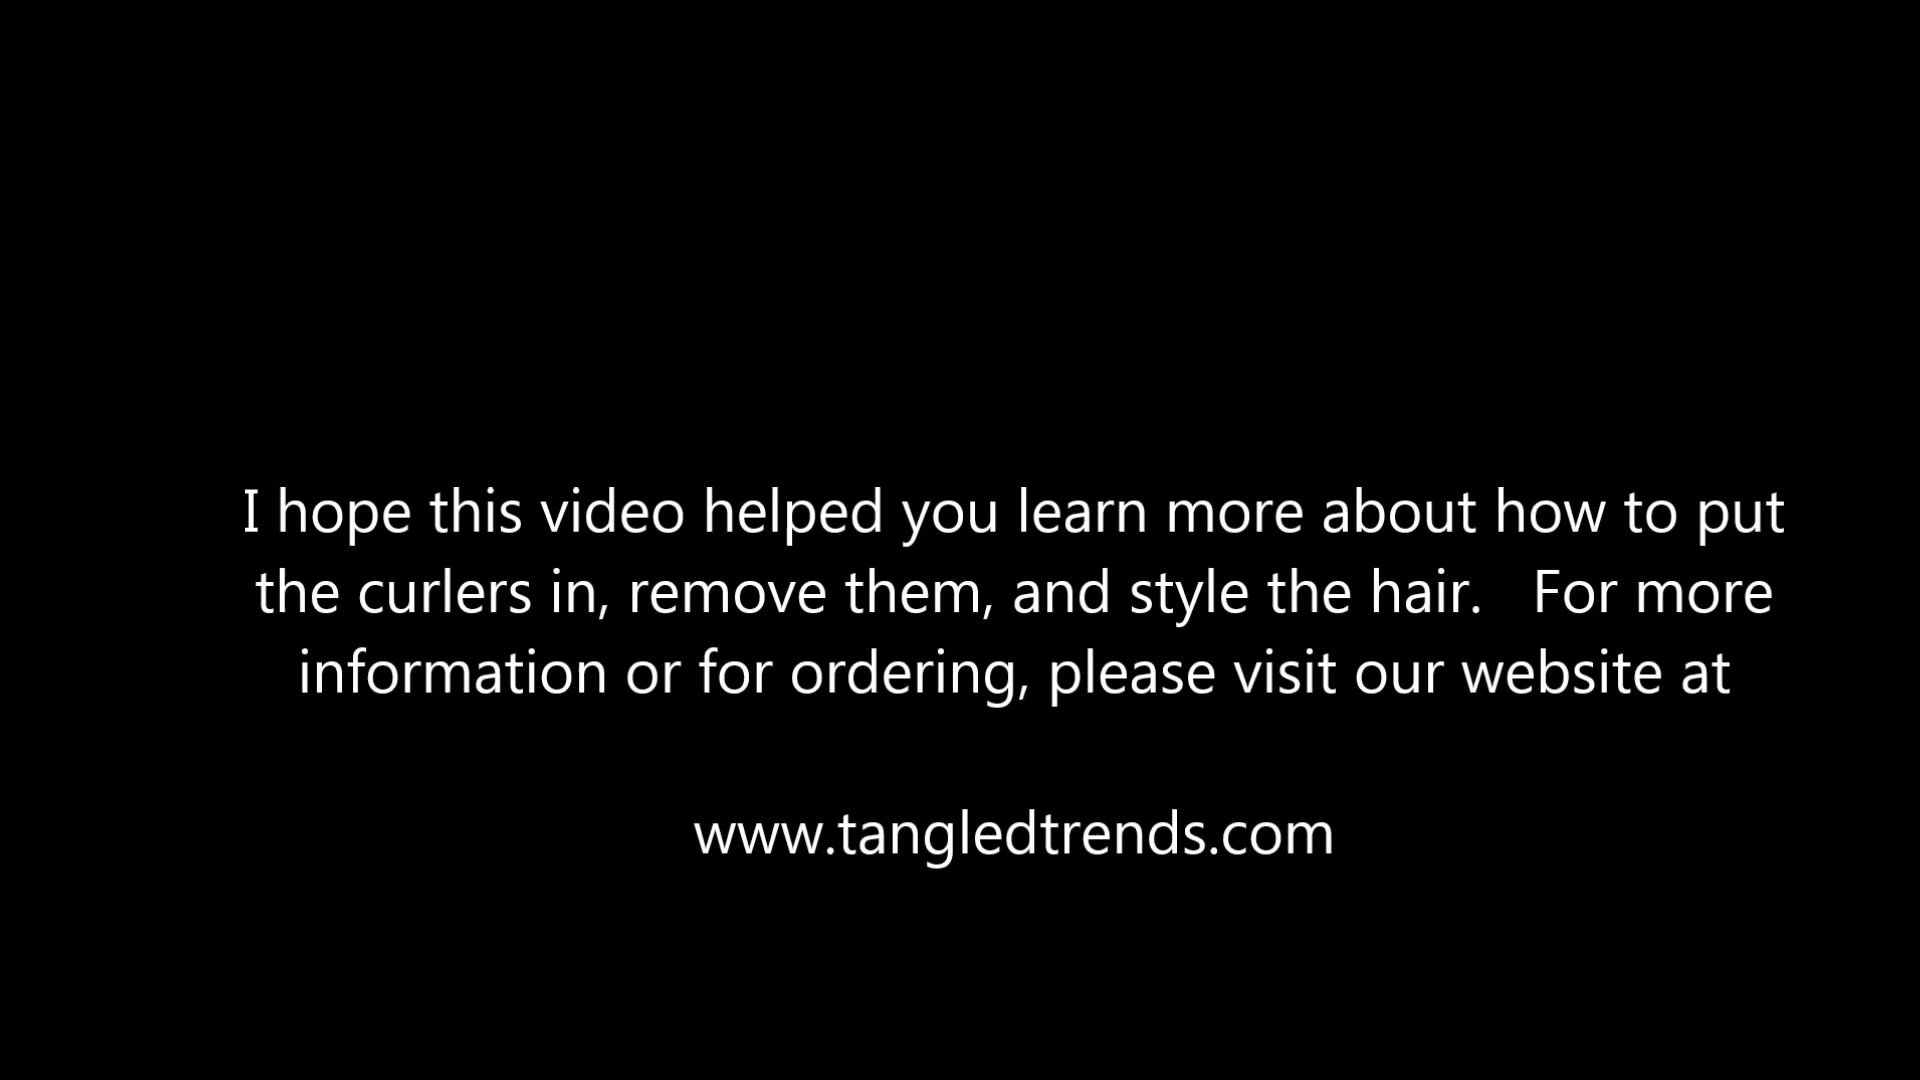 I hope this video helped you learn more about how to put
the curlers in, remove them, and style the hair.   For more
information or for ordering, please visit our website at
www.tangledtrends.com